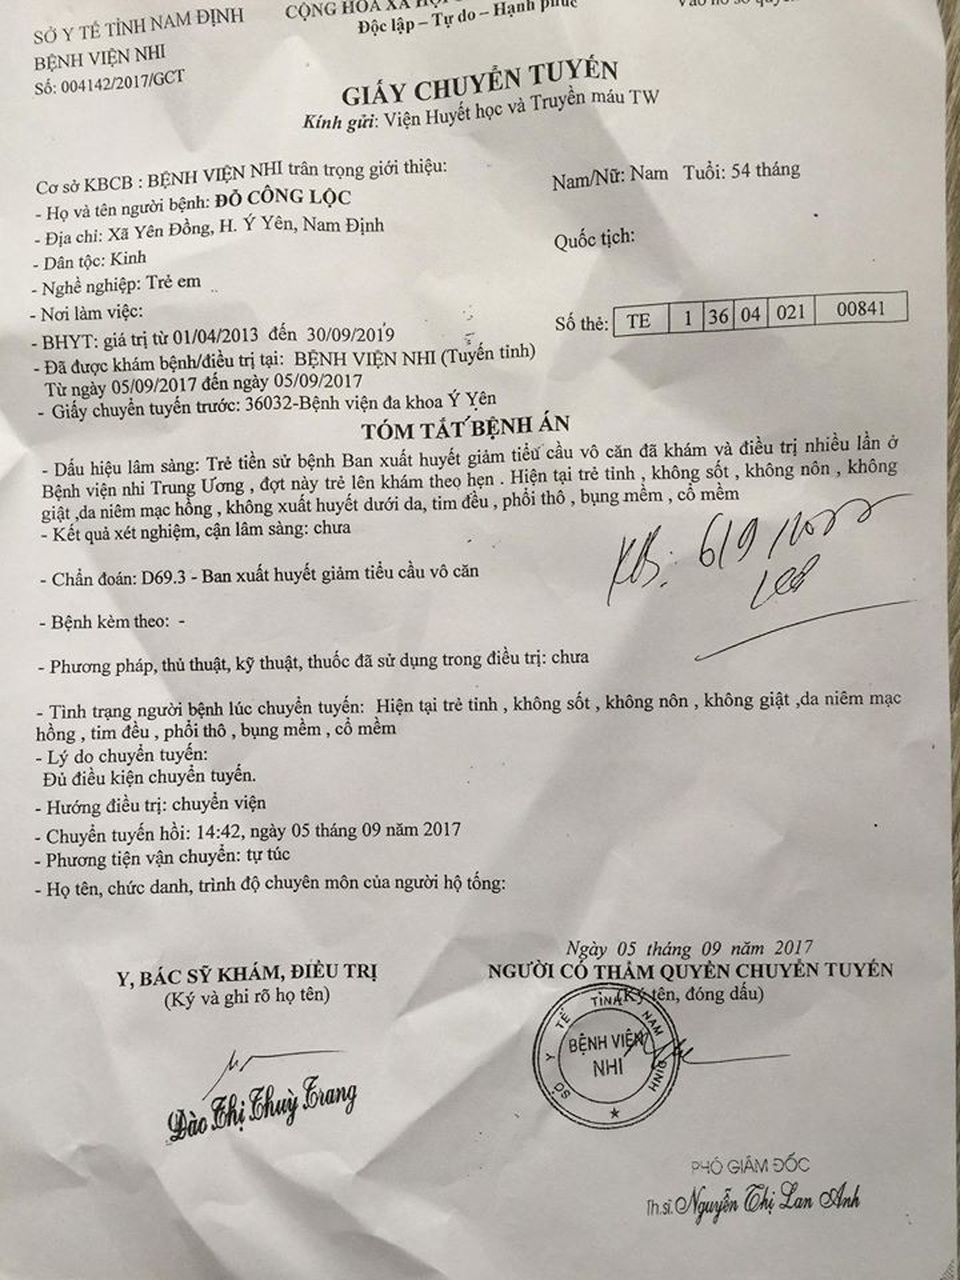 SỞ Y TẾ TỈNH NAM ĐỊNH
BỆNH VIỆN NHI
Số: 004142/2017/GCT
CỘNG HÒA XÃ
Độc lập – Tự do – Hạnh phúc
GIẤY CHUYỂN TUYẾN
Kính gửi: Viện Huyết học và Truyền máu TW
Cơ sở KBCB : BỆNH VIỆN NHI trân trọng giới thiệu:
- Họ và tên người bệnh: ĐỖ CÔNG LỘC
Nam/Nữ: Nam Tuổi: 54 tháng
- Địa chỉ: Xã Yên Đồng, H. Ý Yên, Nam Định
- Dân tộc: Kinh
Quốc tịch:
- Nghề nghiệp: Trẻ em
- Nơi làm việc:
- BHYT: giá trị từ 01/04/2013 đến 30/09/2019
Số thẻ: TE 1 36 04 021 00841
- Đã được khám bệnh/điều trị tại: BỆNH VIỆN NHI (Tuyến tỉnh)
Từ ngày 05/09/2017 đến ngày 05/09/2017
- Giấy chuyển tuyến trước: 36032-Bệnh viện đa khoa Ý Yên
TÓM TẮT BỆNH ÁN
- Dấu hiệu lâm sàng: Trẻ tiền sử bệnh Ban xuất huyết giảm tiểu cầu vô căn đã khám và điều trị nhiều lần ở
Bệnh viện nhi Trung Ương , đợt này trẻ lên khám theo hẹn . Hiện tại trẻ tỉnh , không sốt , không nôn , không
giật ,da niêm mạc hồng , không xuất huyết dưới da, tim đều , phổi thô , bụng mềm , cổ mềm
- Kết quả xét nghiệm, cận lâm sàng: chưa
- Chẩn đoán: D69.3 - Ban xuất huyết giảm tiểu cầu vô căn
- Bệnh kèm theo: -
- Phương pháp, thủ thuật, kỹ thuật, thuốc đã sử dụng trong điều trị: chưa
- Tình trạng người bệnh lúc chuyển tuyến: Hiện tại trẻ tỉnh , không sốt , không nôn , không giật ,da niêm mạc
hồng , tim đều , phổi thô , bụng mềm , cổ mềm
- Lý do chuyển tuyến:
Đủ điều kiện chuyển tuyến.
- Hướng điều trị: chuyển viện
- Chuyển tuyến hồi: 14:42, ngày 05 tháng 09 năm 2017
- Phương tiện vận chuyển: tự túc
- Họ tên, chức danh, trình độ chuyên môn của người hộ tống:
Ngày 05 tháng 09 năm 2017
Y, BÁC SỸ KHÁM, ĐIỀU TRỊ
NGƯỜI CÓ THẨM QUYỀN CHUYỂN TUYẾN
(Ký và ghi rõ họ tên)
(Ký tên, đóng dấu)
SỞ Y TẾ TỈNH NAM ĐỊNH
BỆNH VIỆN
NHI
Đào Thị Thuỳ Trang
PHÓ GIÁM ĐỐC
Th.sĩ. Nguyễn Thị Lan Anh